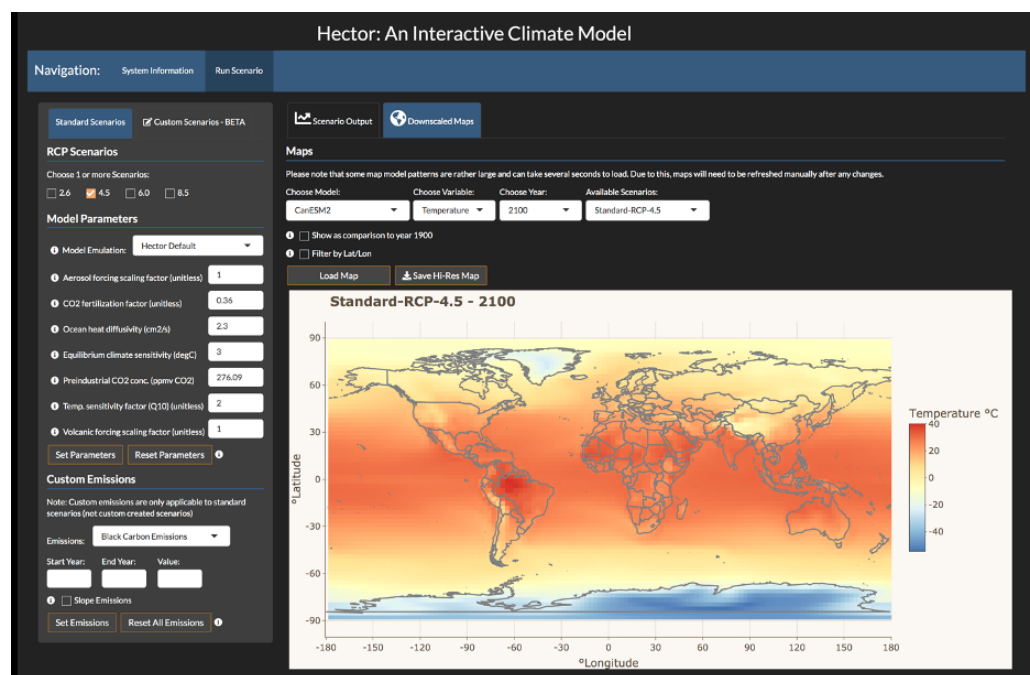 Hector: An Interactive Climate Model
Navigation: System Information Run Scenario
Standard Scenarios Custom Scenarios - BETA
RCP Scenarios
Choose 1 or more Scenarios:
2.6 4.5 6.0 8.5
Model Parameters
Model Emulation: Hector Default
Aerosol forcing scaling factor (unitless) 1
CO2 fertilization factor (unitless) 0.36
Ocean heat diffusivity (cm2/s) 2.3
Equilibrium climate sensitivity (degC) 3
Preindustrial CO2 conc. (ppmv CO2) 276.09
Temp. sensitivity factor (Q10) (unitless) 2
Volcanic forcing scaling factor (unitless) 1
Set Parameters Reset Parameters
Custom Emissions
Note: Custom emissions are only applicable to standard
scenarios (not custom created scenarios)
Emissions: Black Carbon Emissions
Start Year: End Year: Value:
Slope Emissions
Set Emissions Reset All Emissions
Scenario Output Downscaled Maps
Maps
Please note that some map model patterns are rather large and can take several seconds to load. Due to this, maps will need to be refreshed manually after any changes.
Choose Model: Choose Variable: Choose Year: Available Scenarios:
CanESM2 Temperature 2100 Standard-RCP-4.5
Show as comparison to year 1900
Filter by Lat/Lon
Load Map Save Hi-Res Map
Standard-RCP-4.5 - 2100
90
60
30
0
-30
-60
-90
°Latitude
-180 -150 -120 -90 -60 -30 0 30 60 90 120 150 180
°Longitude
Temperature °C
40
20
0
-20
-40